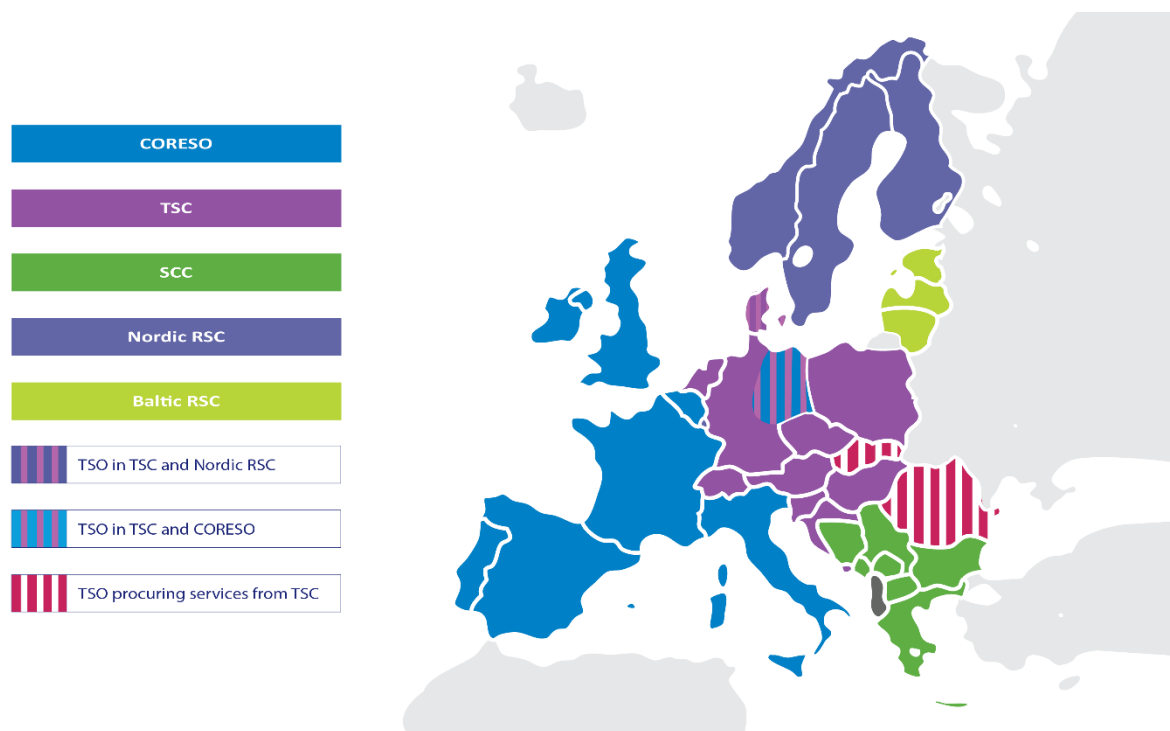 CORESO
TSC
SCC
Nordic RSC
Baltic RSC
TSO in TSC and Nordic RSC
TSO in TSC and CORESO
TSO procuring services from TSC